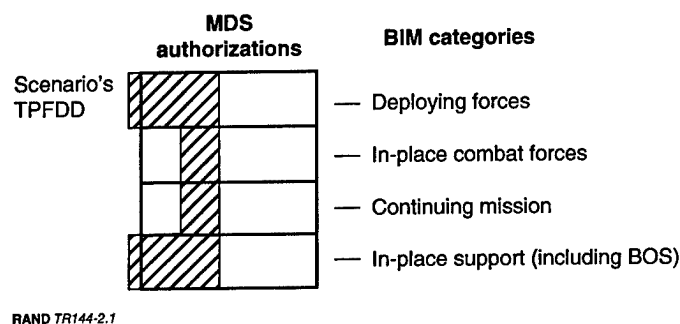 MDS
authorizations
BIM categories
Scenario's
TPFDD
— Deploying forces
— In-place combat forces
— Continuing mission
— In-place support (including BOS)
RAND TR144-2.1